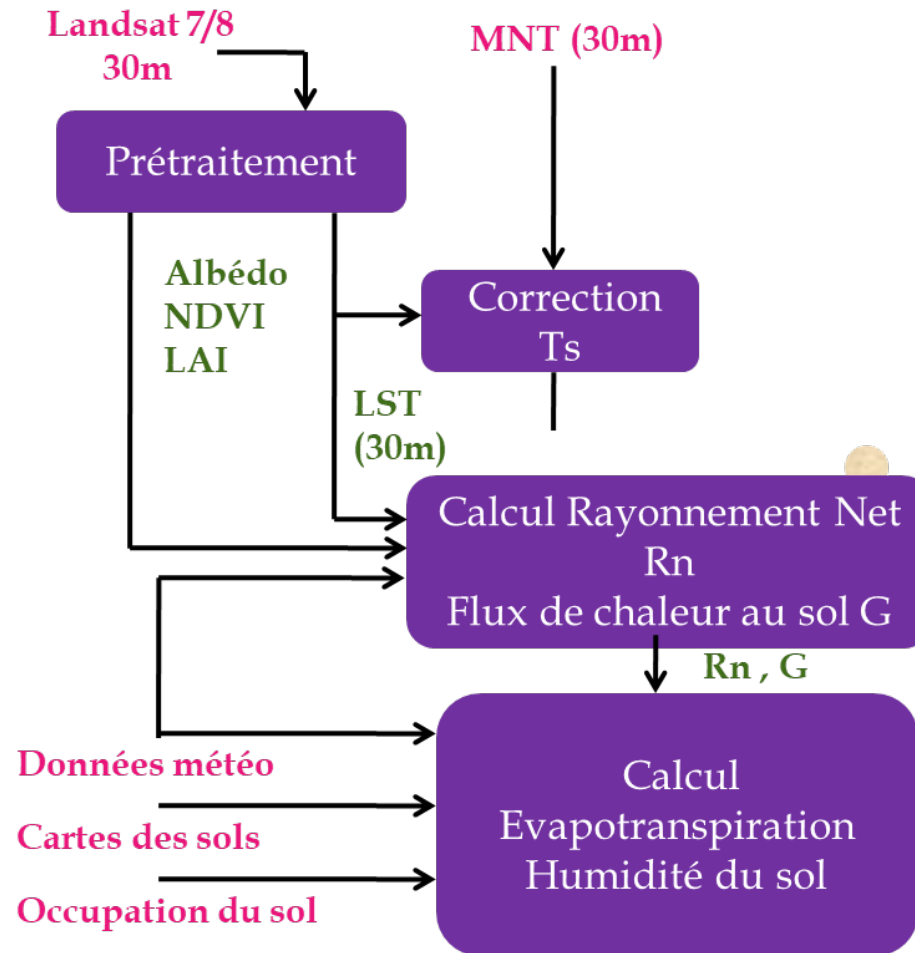 Landsat 7/8
30m
MNT (30m)
Prétraitement
Albédo
NDVI
LAI
Correction
Ts
LST
(30m)
Calcul Rayonnement Net
Rn
Flux de chaleur au sol G
Rn , G
Données météo
Cartes des sols
Occupation du sol
Calcul
Evapotranspiration
Humidité du sol